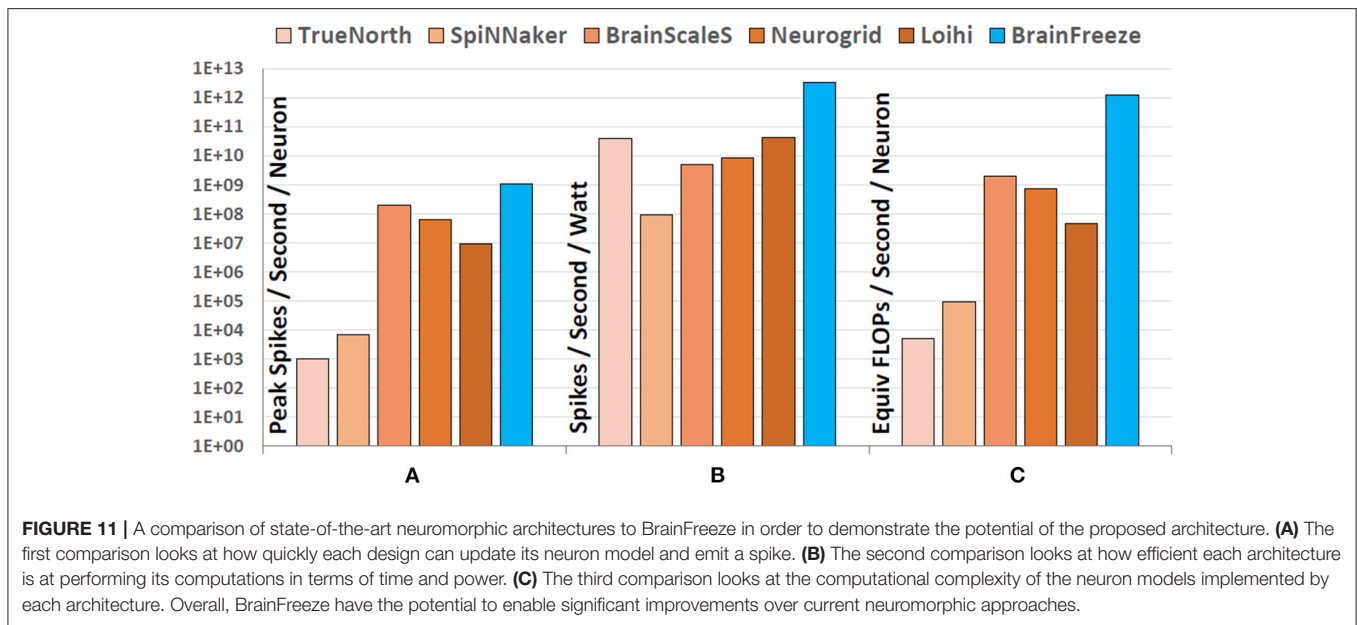 TrueNorth SpiNNaker BrainScaleS Neurogrid Loihi BrainFreeze
1E+13
1E+12
1E+11
1E+10
1E+09
1E+08
1E+07
1E+06
1E+05
1E+04
1E+03
1E+02
1E+01
1E+00
Peak Spikes / Second / Neuron
Spikes / Second / Watt
Equiv FLOPs / Second / Neuron
A
B
C
FIGURE 11 | A comparison of state-of-the-art neuromorphic architectures to BrainFreeze in order to demonstrate the potential of the proposed architecture. (A) The
first comparison looks at how quickly each design can update its neuron model and emit a spike. (B) The second comparison looks at how efficient each architecture
is at performing its computations in terms of time and power. (C) The third comparison looks at the computational complexity of the neuron models implemented by
each architecture. Overall, BrainFreeze have the potential to enable significant improvements over current neuromorphic approaches.